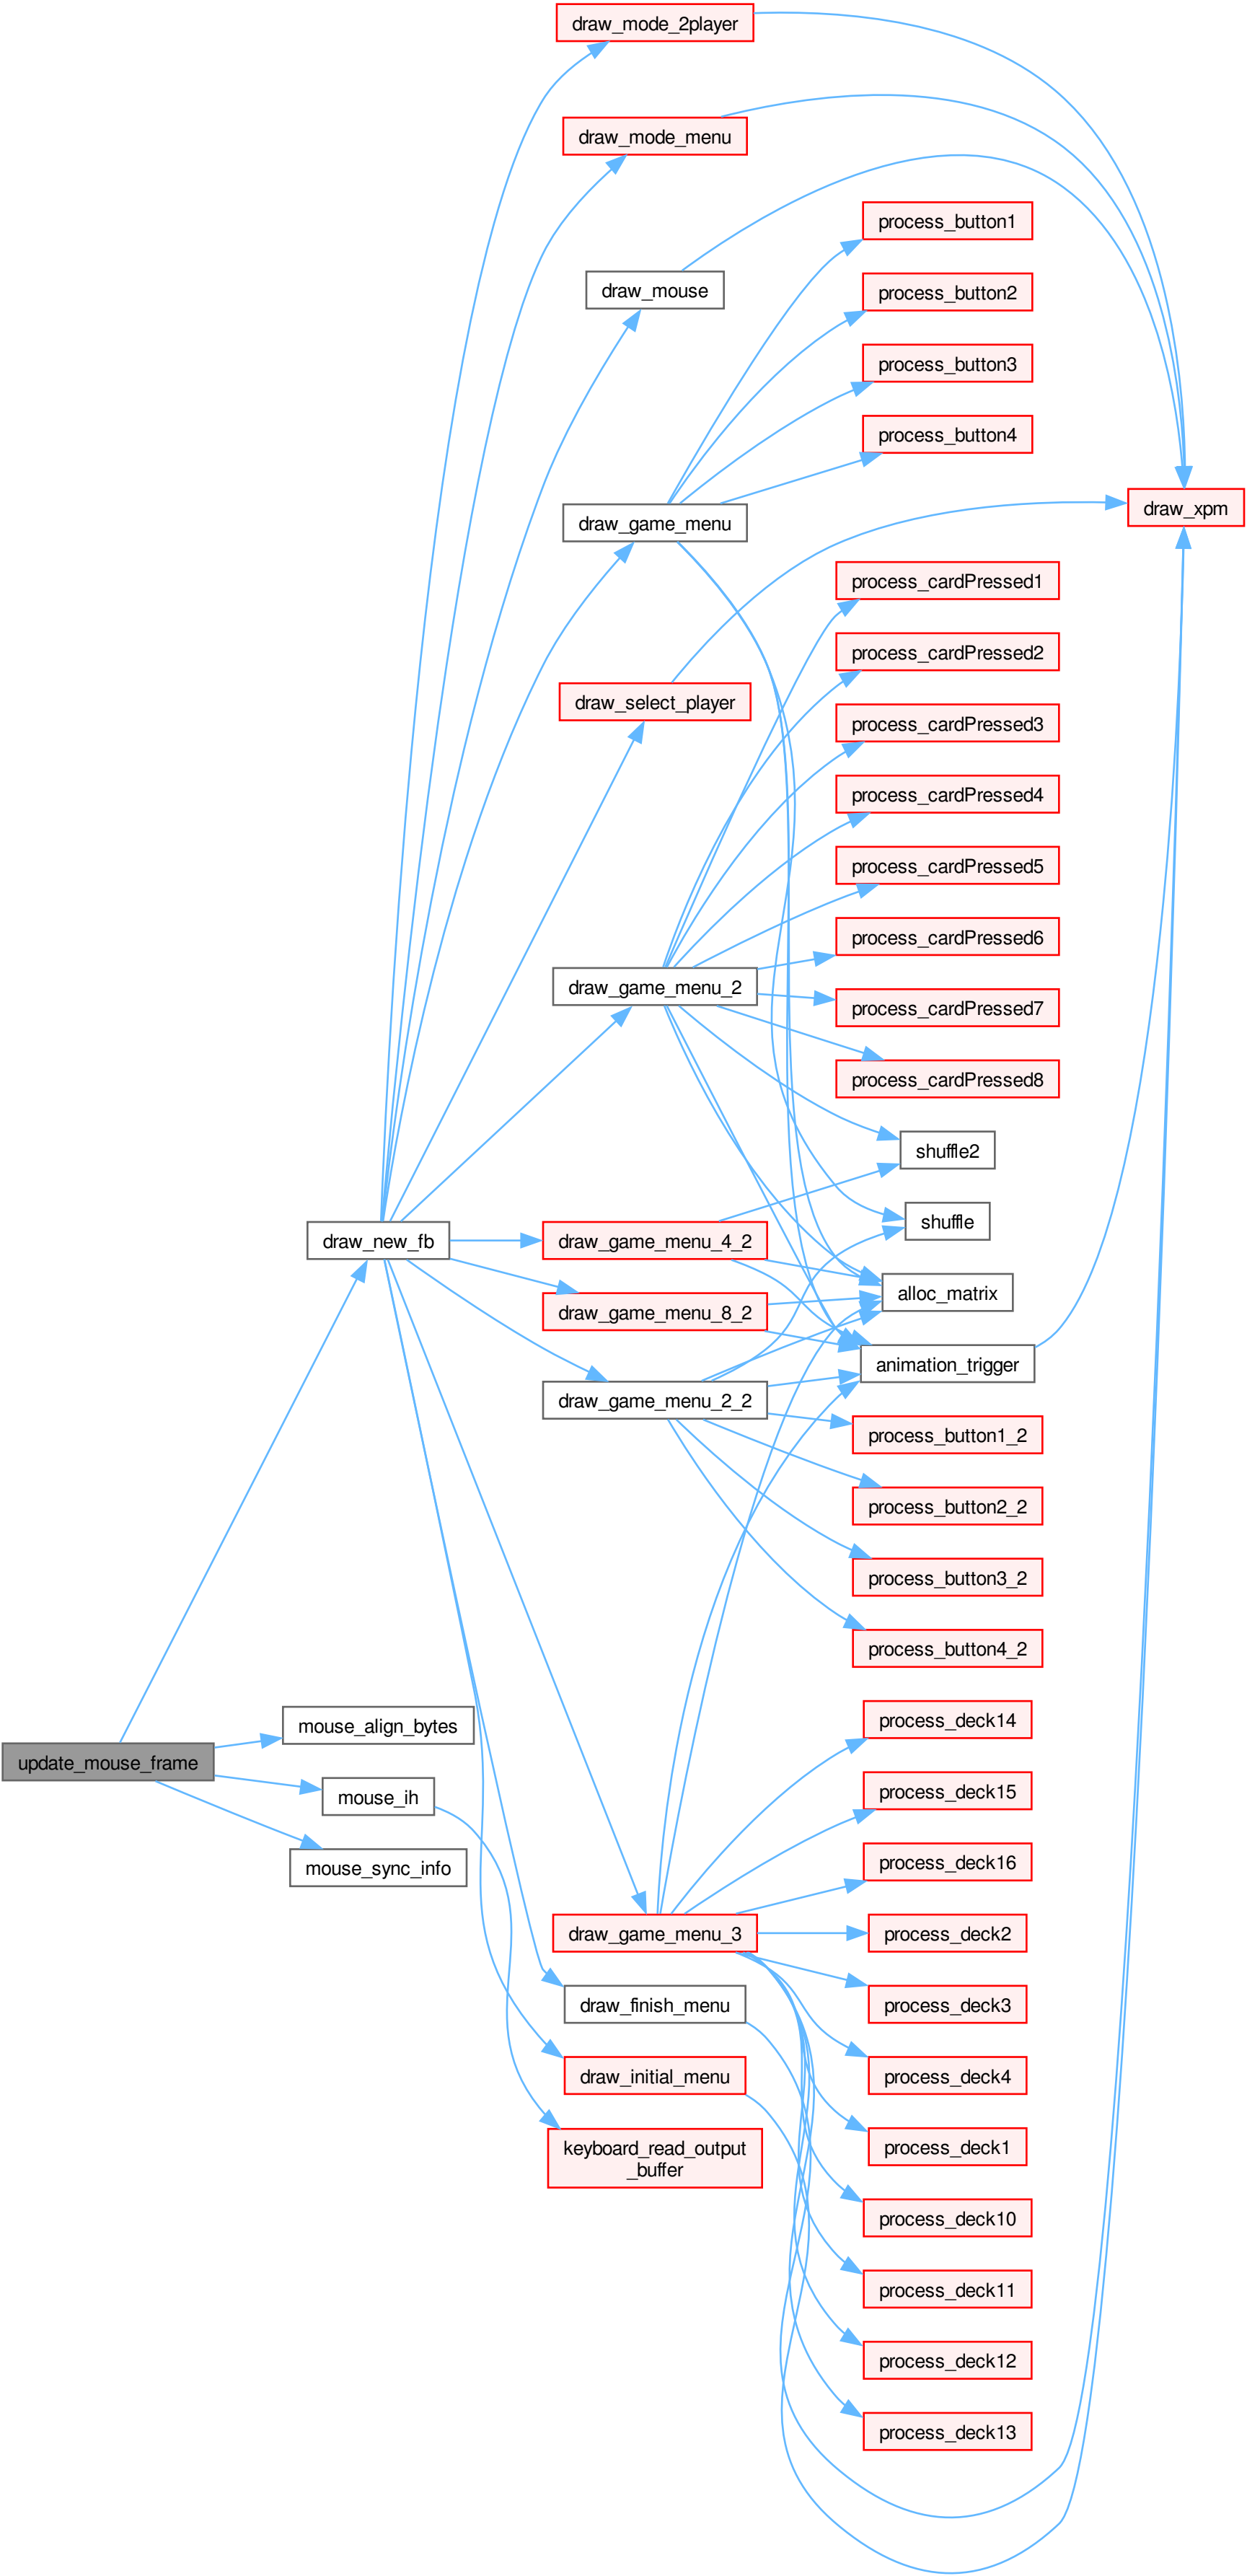 draw_mode_2player
draw_mode_menu
process_button1
draw_mouse
process_button2
process_button3
process_button4
draw_xpm
draw_game_menu
process_cardPressed1
process_cardPressed2
draw_select_player
process_cardPressed3
process_cardPressed4
process_cardPressed5
process_cardPressed6
draw_game_menu_2
process_cardPressed7
process_cardPressed8
shuffle2
shuffle
draw_new_fb
draw_game_menu_4_2
alloc_matrix
draw_game_menu_8_2
animation_trigger
draw_game_menu_2_2
process_button1_2
process_button2_2
process_button3_2
process_button4_2
process_deck14
mouse_align_bytes
update_mouse_frame
process_deck15
mouse_ih
process_deck16
mouse_sync_info
draw_game_menu_3
process_deck2
process_deck3
draw_finish_menu
process_deck4
draw_initial_menu
process_deck1
keyboard_read_output
_buffer
process_deck10
process_deck11
process_deck12
process_deck13